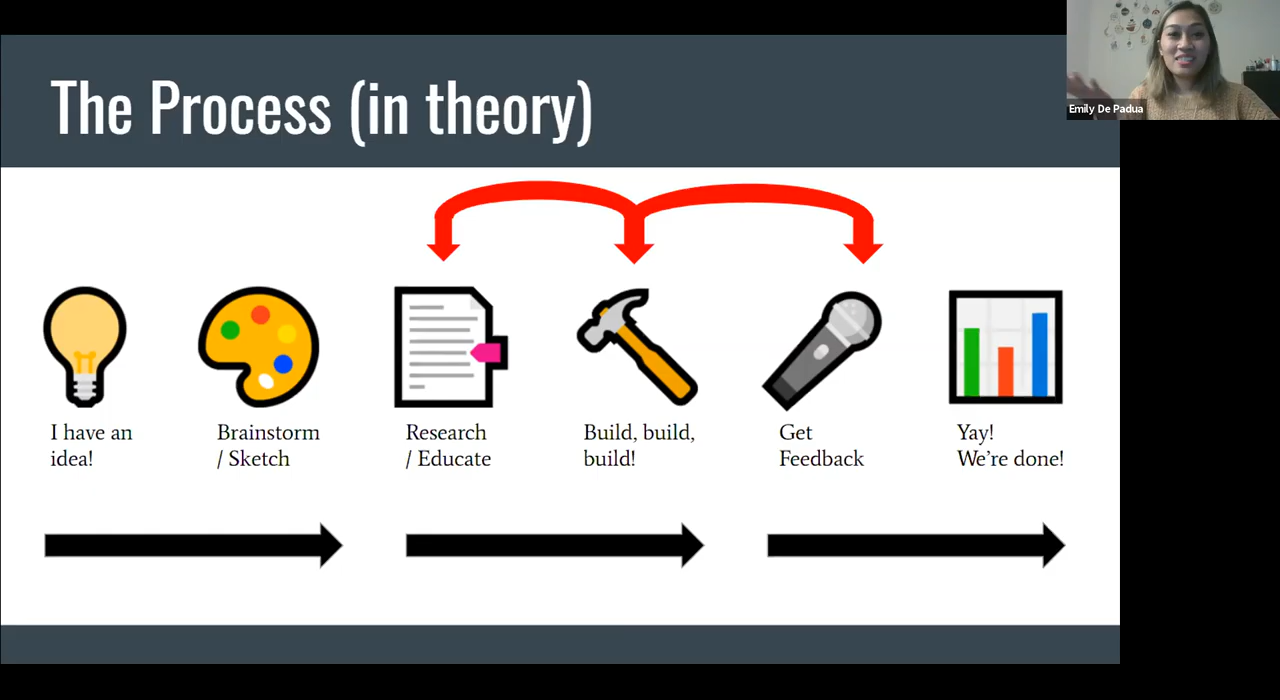 The Process (in theory)
Emily De Padua
I have an
idea!
Brainstorm
/ Sketch
Research
/ Educate
Build, build,
build!
Get
Feedback
Yay!
We're done!